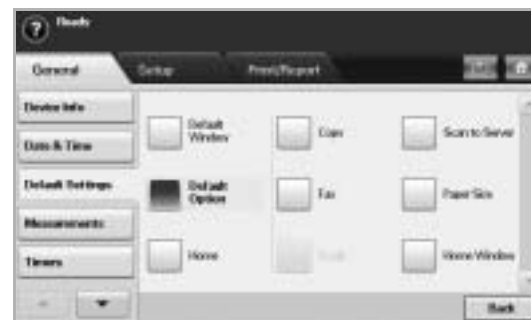 Ready
General Setup Print/Report
Device Info
Date & Time
Default Settings
Measurements
Timers
Default Window
Copy
Scan to Server
Default Option
Fax
Paper Size
Home
Home Window
Back